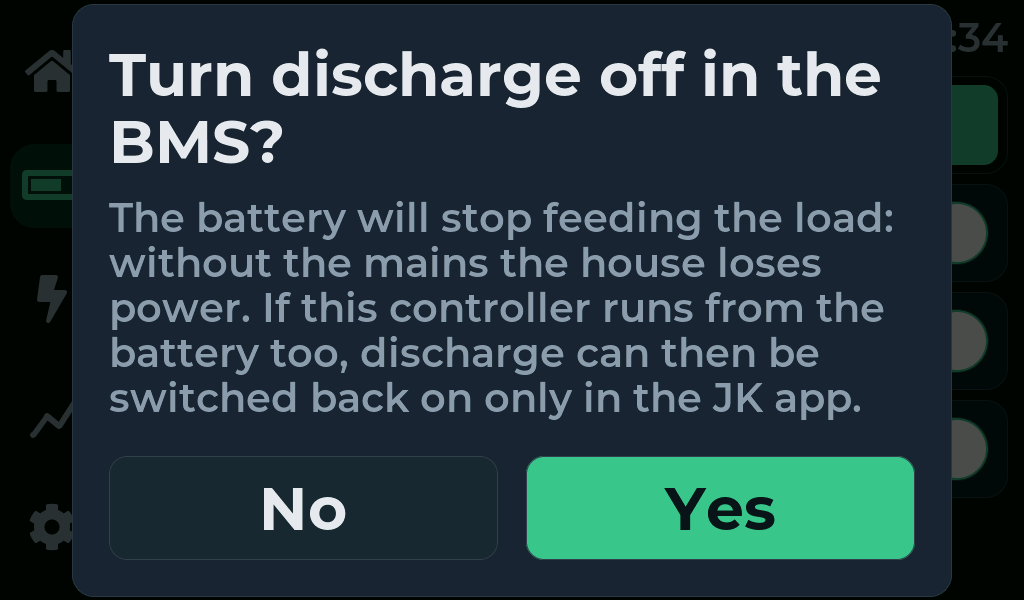 :34
Turn discharge off in the
BMS?
The battery will stop feeding the load:
without the mains the house loses
power. If this controller runs from the
battery too, discharge can then be
switched back on only in the JK app.
No
Yes